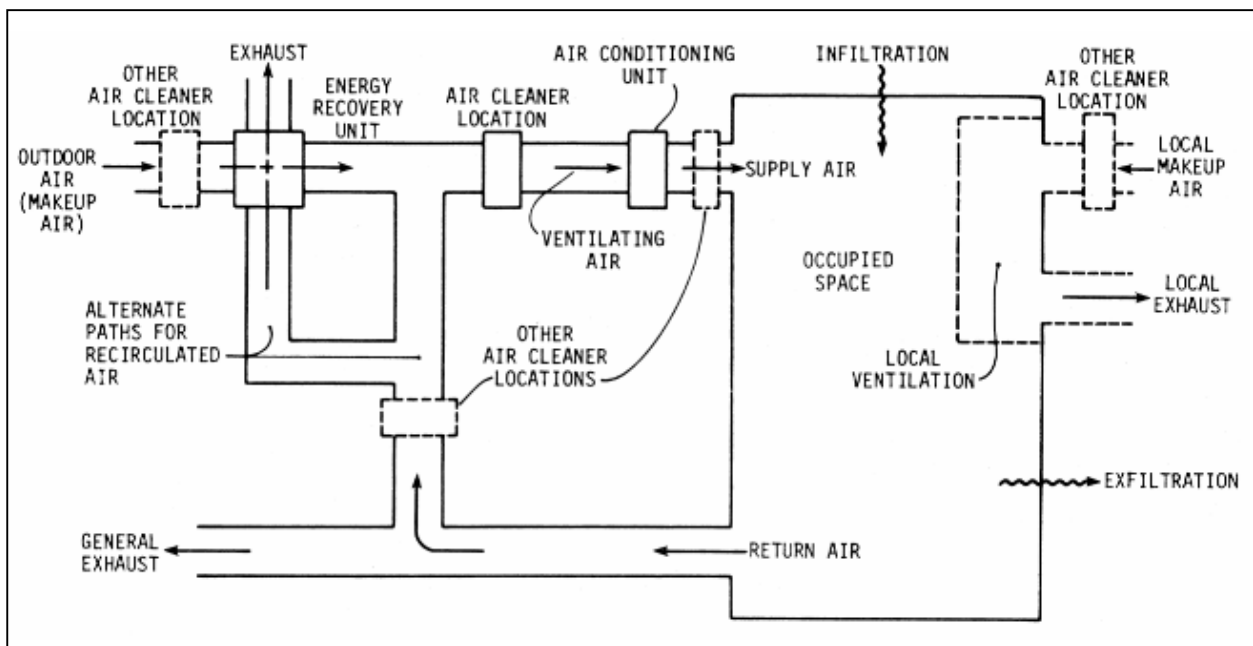 EXHAUST
OTHER
AIR CLEANER
LOCATION
ENERGY
RECOVERY
UNIT
AIR CLEANER
LOCATION
AIR CONDITIONING
UNIT
INFILTRATION
OTHER
AIR CLEANER
LOCATION
OUTDOOR
AIR
(MAKEUP
AIR)
SUPPLY AIR
LOCAL
MAKEUP
AIR
VENTILATING
AIR
OCCUPIED
SPACE
LOCAL
EXHAUST
ALTERNATE
PATHS FOR
RECIRCULATED
AIR
OTHER
AIR CLEANER
LOCATIONS
LOCAL
VENTILATION
EXFILTRATION
GENERAL
EXHAUST
RETURN AIR